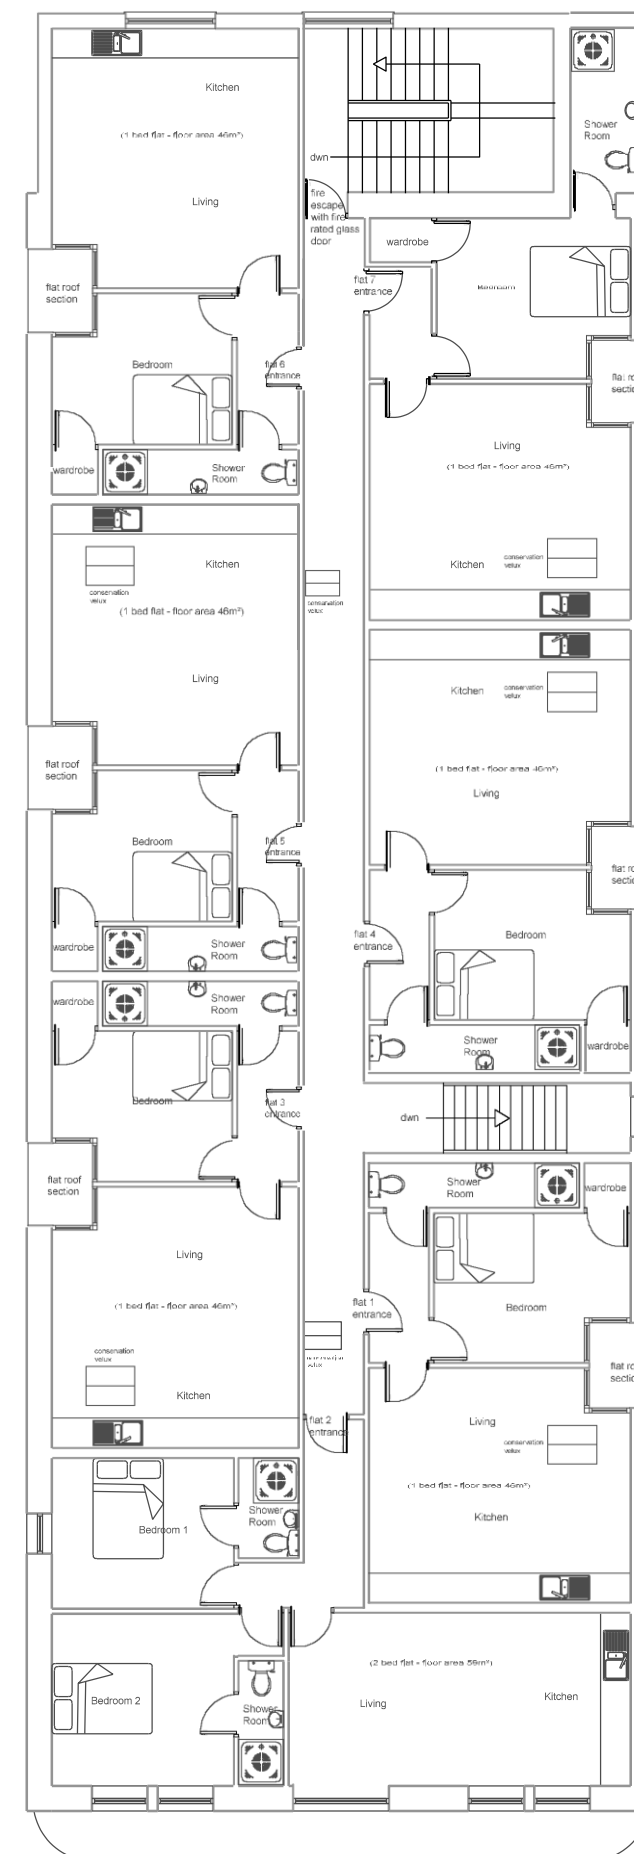 Kitchen
(1 bed flat - floor area 46m²)
Living
flat roof
section
Bedroom
flat 6
entrance
wardrobe
Shower
Room
dwn
fire
escape
with fire
rated glass
door
Shower
Room
wardrobe
flat 7
entrance
Bedroom
flat
Living
(1 bed flat - floor area 46m²)
Kitchen
conservation
velux
Kitchen
conservation
velux
(1 bed flat - floor area 46m²)
Living
conservation
velux
flat roof
section
Bedroom
flat 5
entrance
wardrobe
Shower
Room
Kitchen
conservation
velux
(1 bed flat - floor area 46m²)
Living
flat
flat 4
entrance
Bedroom
Shower
Room
wardrobe
wardrobe
Shower
Room
Bedroom
flat 3
entrance
flat roof
section
Living
(1 bed flat - floor area 46m²)
conservation
velux
Kitchen
dwn
Shower
Room
wardrobe
flat 1
entrance
Bedroom
flat
velux
flat 2
entrance
Living
conservation
velux
(1 bed flat - floor area 46m²)
Kitchen
Bedroom 1
Shower
Room
Bedroom 2
Shower
Room
(2 bed flat - floor area 59m²)
Living
Kitchen